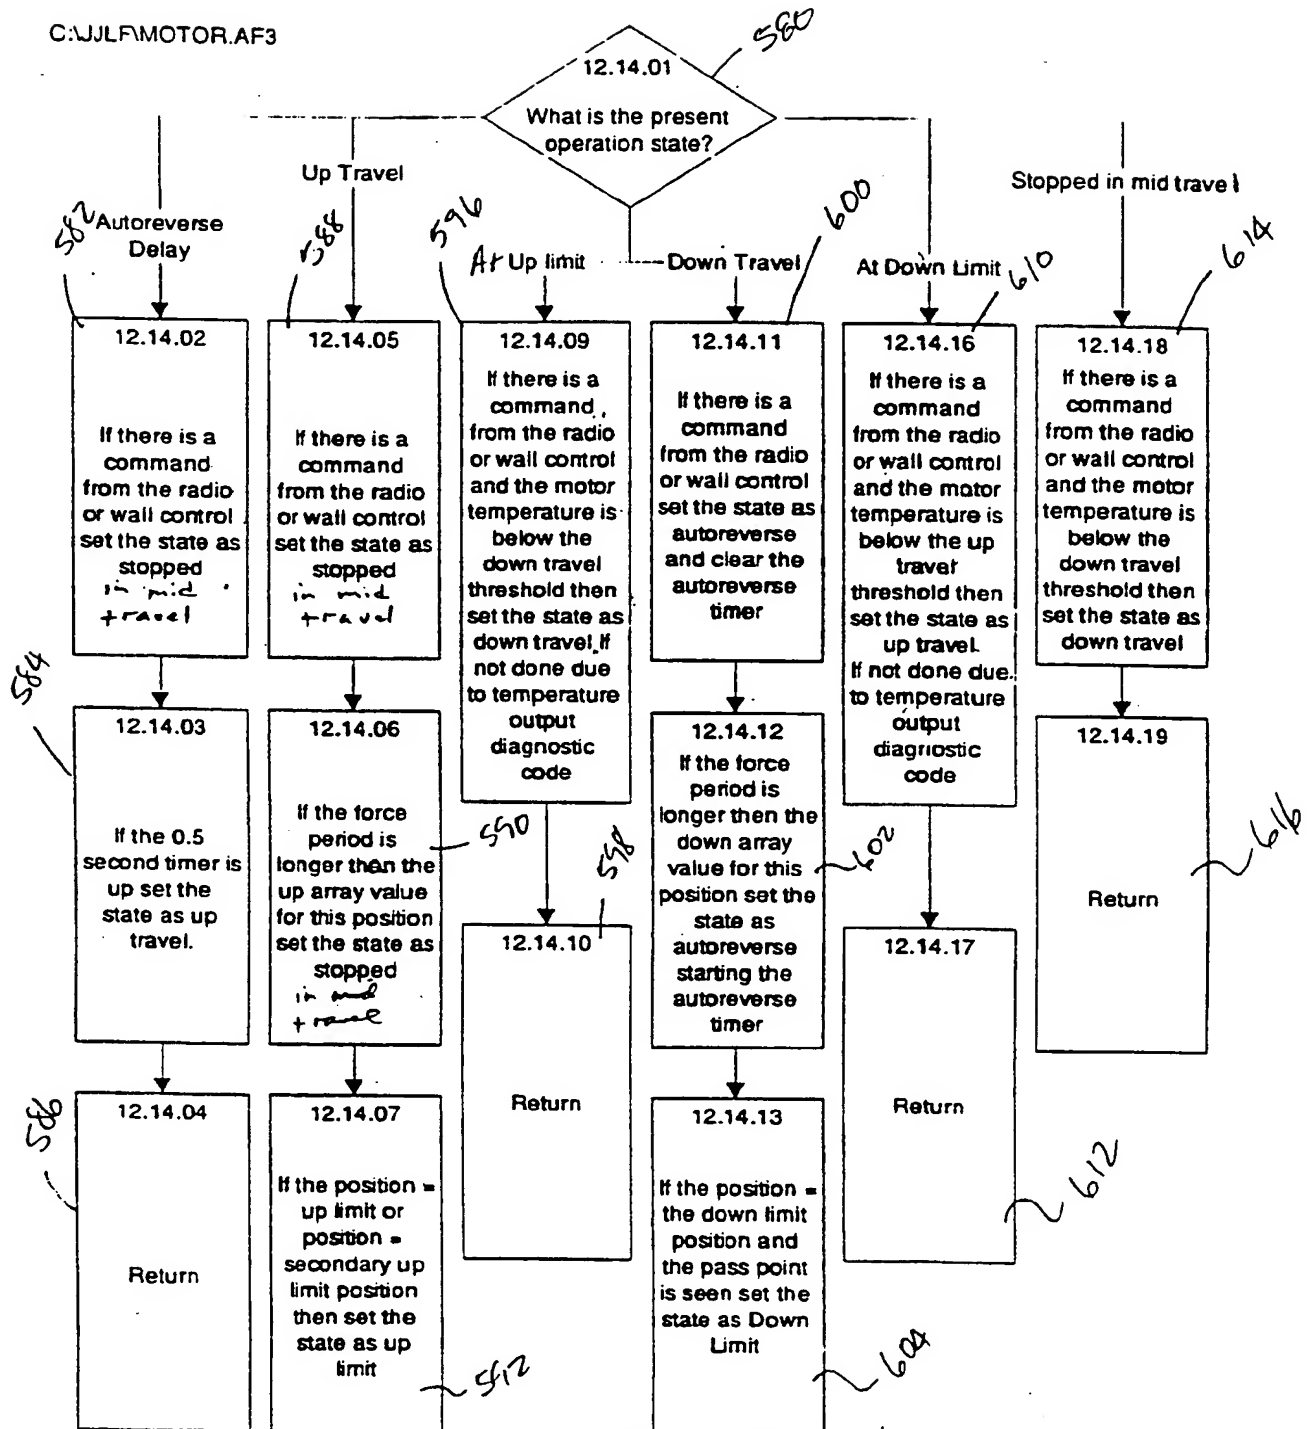 C:\JJLF\MOTOR.AF3
580
12.14.01
What is the present
operation state?
Autoreverse
Delay
Up Travel
At Up limit
Down Travel
At Down Limit
Stopped in mid travel
582
12.14.02
If there is a
command
from the radio
or wall control
set the state as
stopped
in mid
travel
584
12.14.03
If the 0.5
second timer is
up set the
state as up
travel.
586
12.14.04
Return
588
12.14.05
If there is a
command
from the radio
or wall control
set the state as
stopped
in mid
travel
590
12.14.06
If the force
period is
longer then the
up array value
for this position
set the state as
stopped
in mid
travel
592
12.14.07
If the position =
up limit or
position =
secondary up
limit position
then set the
state as up
limit
596
12.14.09
If there is a
command
from the radio
or wall control
and the motor
temperature is
below the
down travel
threshold then
set the state as
down travel. If
not done due
to temperature
output
diagnostic
code
598
12.14.10
Return
600
12.14.11
If there is a
command
from the radio
or wall control
set the state as
autoreverse
and clear the
autoreverse
timer
602
12.14.12
If the force
period is
longer then the
down array
value for this
position set the
state as
autoreverse
starting the
autoreverse
timer
604
12.14.13
If the position =
the down limit
position and
the pass point
is seen set the
state as Down
Limit
610
12.14.16
If there is a
command
from the radio
or wall control
and the motor
temperature is
below the up
travel
threshold then
set the state as
up travel.
If not done due
to temperature
output
diagnostic
code
612
12.14.17
Return
614
12.14.18
If there is a
command
from the radio
or wall control
and the motor
temperature is
below the
down travel
threshold then
set the state as
down travel
616
12.14.19
Return